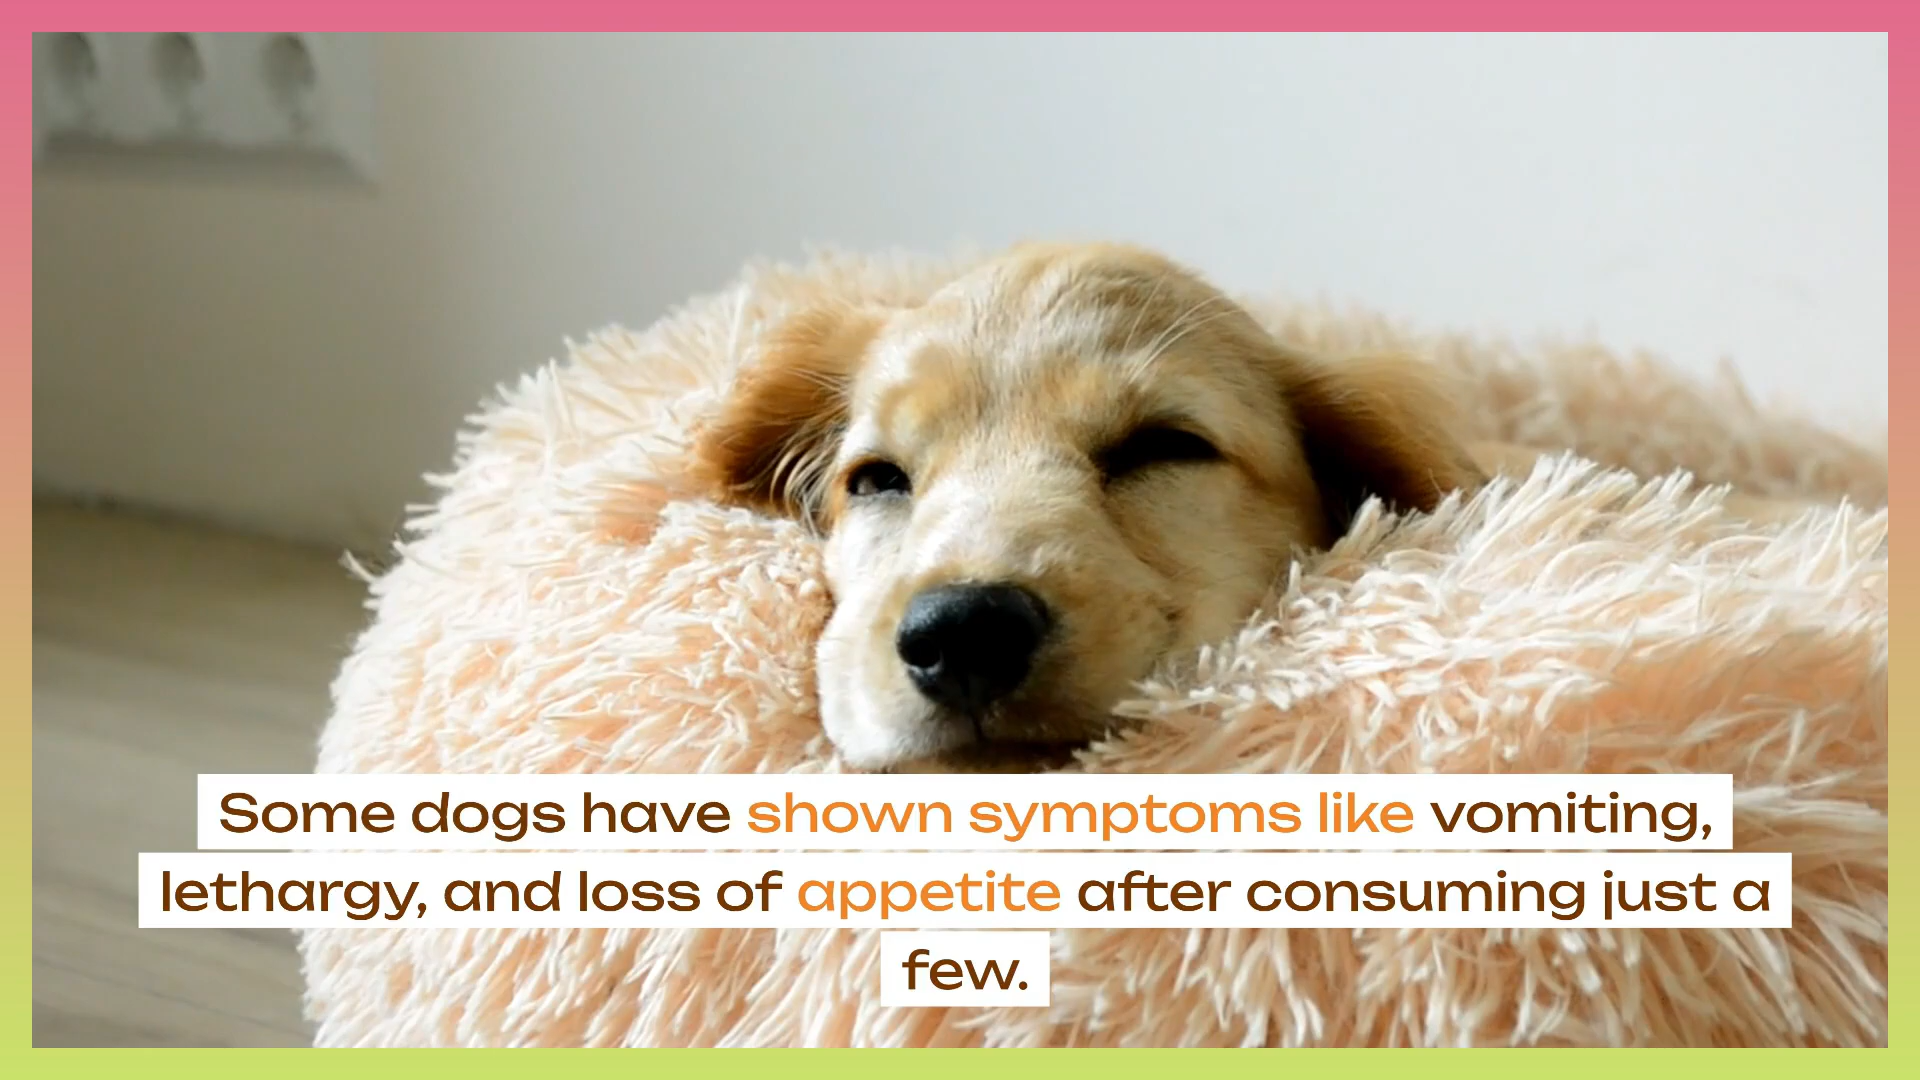 Some dogs have shown symptoms like vomiting,
lethargy, and loss of appetite after consuming just a
few.